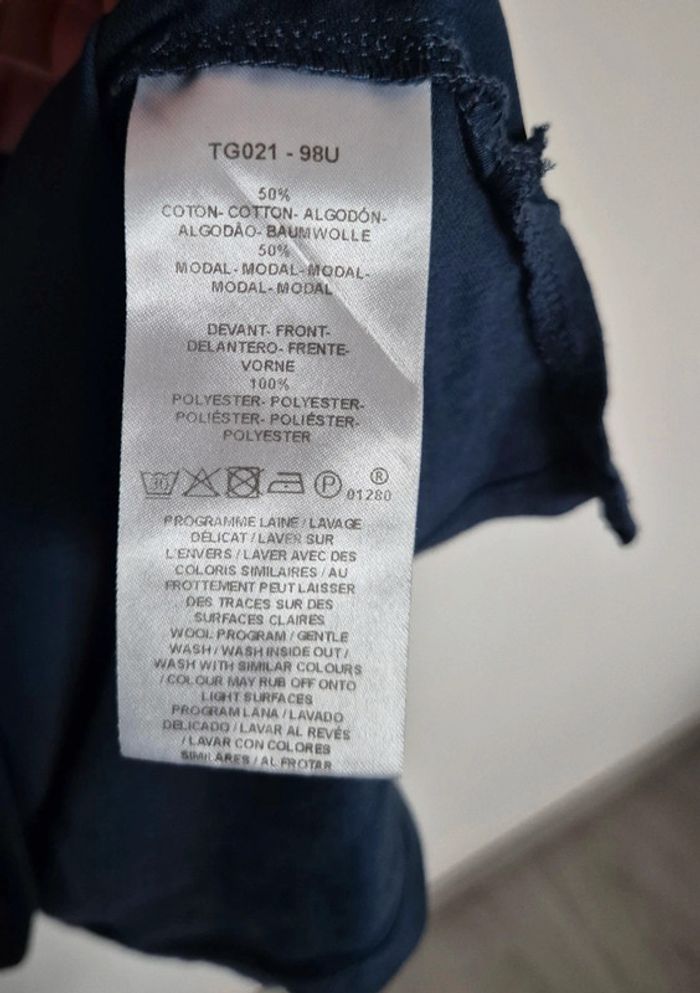 TG021 - 98U
50%
COTON- COTTON- ALGODÓN-
ALGODÃO- BAUMWOLLE
50%
MODAL- MODAL- MODAL-
MODAL- MODAL
DEVANT- FRONT-
DELANTERO- FRENTE-
VORNE
100%
POLYESTER- POLYESTER-
POLIÉSTER- POLIÉSTER-
POLYESTER
30 P ® 01280
PROGRAMME LAINE / LAVAGE
DÉLICAT / LAVER SUR
L'ENVERS / LAVER AVEC DES
COLORIS SIMILAIRES / AU
FROTTEMENT PEUT LAISSER
DES TRACES SUR DES
SURFACES CLAIRES
WOOL PROGRAM / GENTLE
WASH / WASH INSIDE OUT /
WASH WITH SIMILAR COLOURS
/ COLOUR MAY RUB OFF ONTO
LIGHT SURFACES
PROGRAM LANA / LAVADO
DELICADO / LAVAR AL REVÉS
/ LAVAR CON COLORES
SIMILARES / AL FROTAR